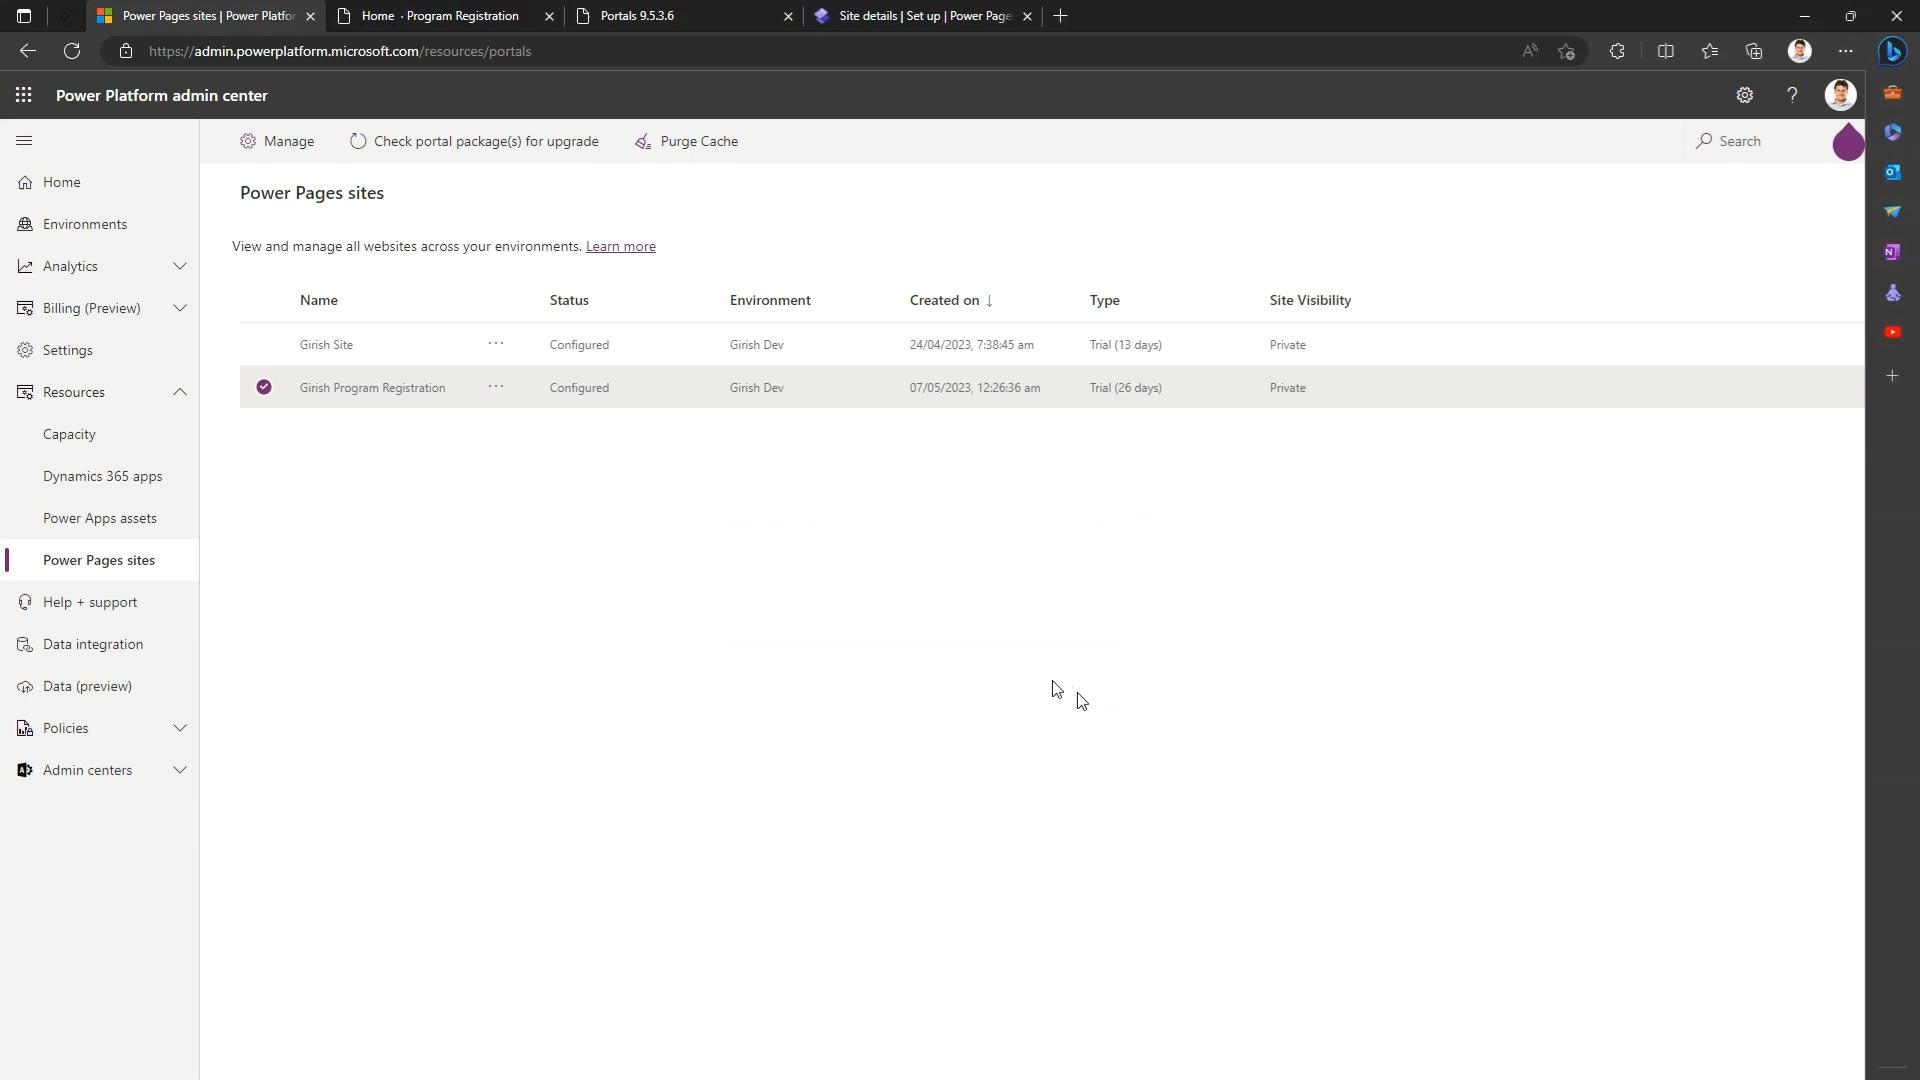 Power Pages sites | Power Platfor
Home · Program Registration
Portals 9.5.3.6
Site details | Set up | Power Page
https://admin.powerplatform.microsoft.com/resources/portals
Power Platform admin center
Manage
Check portal package(s) for upgrade
Purge Cache
Search
Home
Environments
Analytics
Billing (Preview)
Settings
Resources
Capacity
Dynamics 365 apps
Power Apps assets
Power Pages sites
Help + support
Data integration
Data (preview)
Policies
Admin centers
Power Pages sites
View and manage all websites across your environments. Learn more
Name Status Environment Created on ↓ Type Site Visibility
Girish Site ··· Configured Girish Dev 24/04/2023, 7:38:45 am Trial (13 days) Private
Girish Program Registration ··· Configured Girish Dev 07/05/2023, 12:26:36 am Trial (26 days) Private